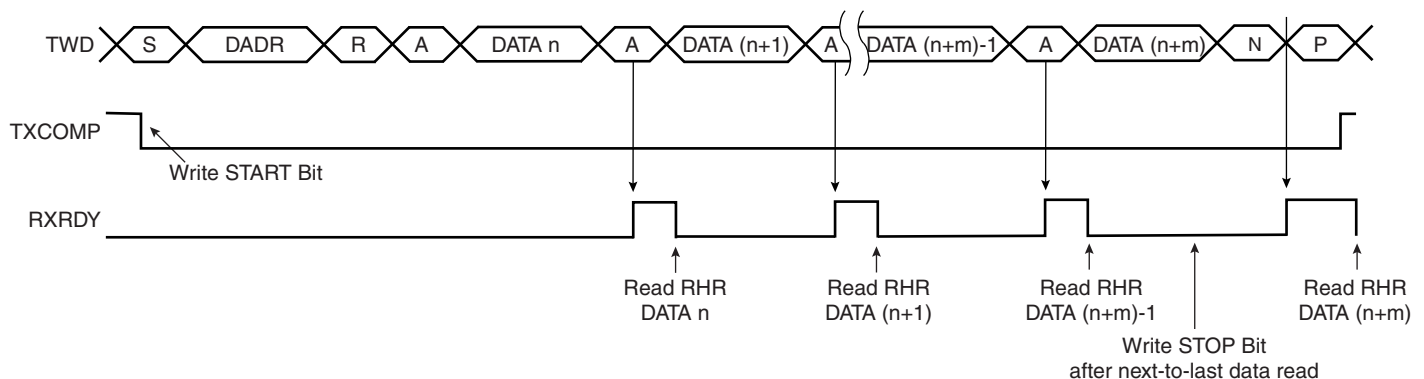 TWD S DADR R A DATA n A DATA (n+1) A DATA (n+m)-1 A DATA (n+m) N P
TXCOMP
Write START Bit
RXRDY
Read RHR Read RHR Read RHR Read RHR
DATA n DATA (n+1) DATA (n+m)-1 DATA (n+m)
Write STOP Bit
after next-to-last data read